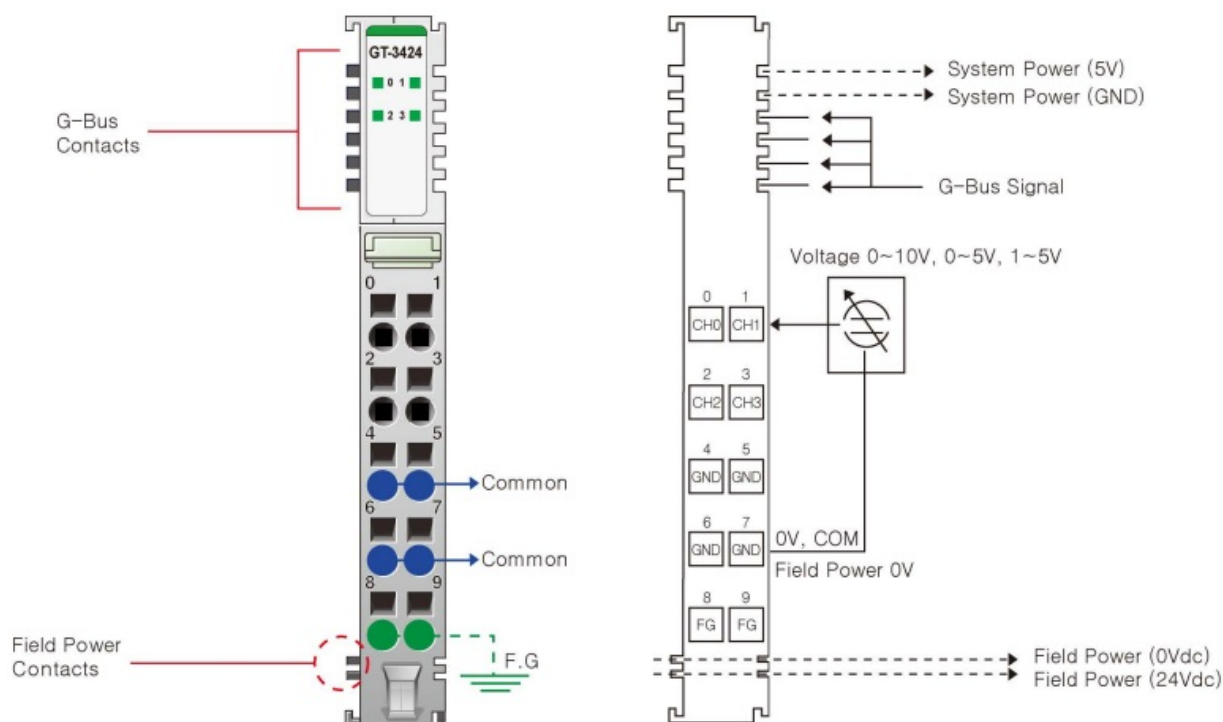 GT-3424
0 1
2 3
G-Bus
Contacts
0 1
2 3
4 5
Common
6 7
Common
8 9
Field Power
Contacts
F.G
System Power (5V)
System Power (GND)
G-Bus Signal
Voltage 0~10V, 0~5V, 1~5V
0 1
CH0 CH1
2 3
CH2 CH3
4 5
GND GND
6 7
GND GND
0V, COM
Field Power 0V
8 9
FG FG
Field Power (0Vdc)
Field Power (24Vdc)